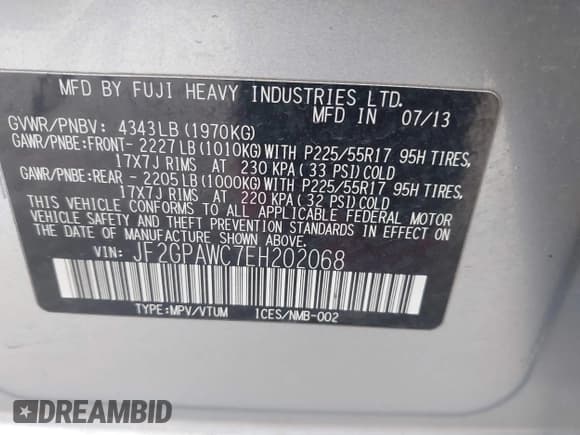 MFD BY FUJI HEAVY INDUSTRIES LTD.
MFD IN 07/13
GVWR/PNBV: 4343LB(1970KG)
GAWR/PNBE:FRONT- 2227LB(1010KG)WITH P225/55R17 95H TIRES,
17X7J RIMS AT 230 KPA(33 PSI)COLD
GAWR/PNBE:REAR - 2205LB(1000KG)WITH P225/55R17 95H TIRES,
17X7J RIMS AT 220 KPA(32 PSI)COLD
THIS VEHICLE CONFORMS TO ALL APPLICABLE FEDERAL MOTOR
VEHICLE SAFETY AND THEFT PREVENTION STANDARDS IN EFFECT ON
THE DATE OF MANUFACTURE SHOWN ABOVE.
VIN: JF2GPAWC7EH202068
TYPE:MPV/VTUM ICES/NMB-002
DREAMBID